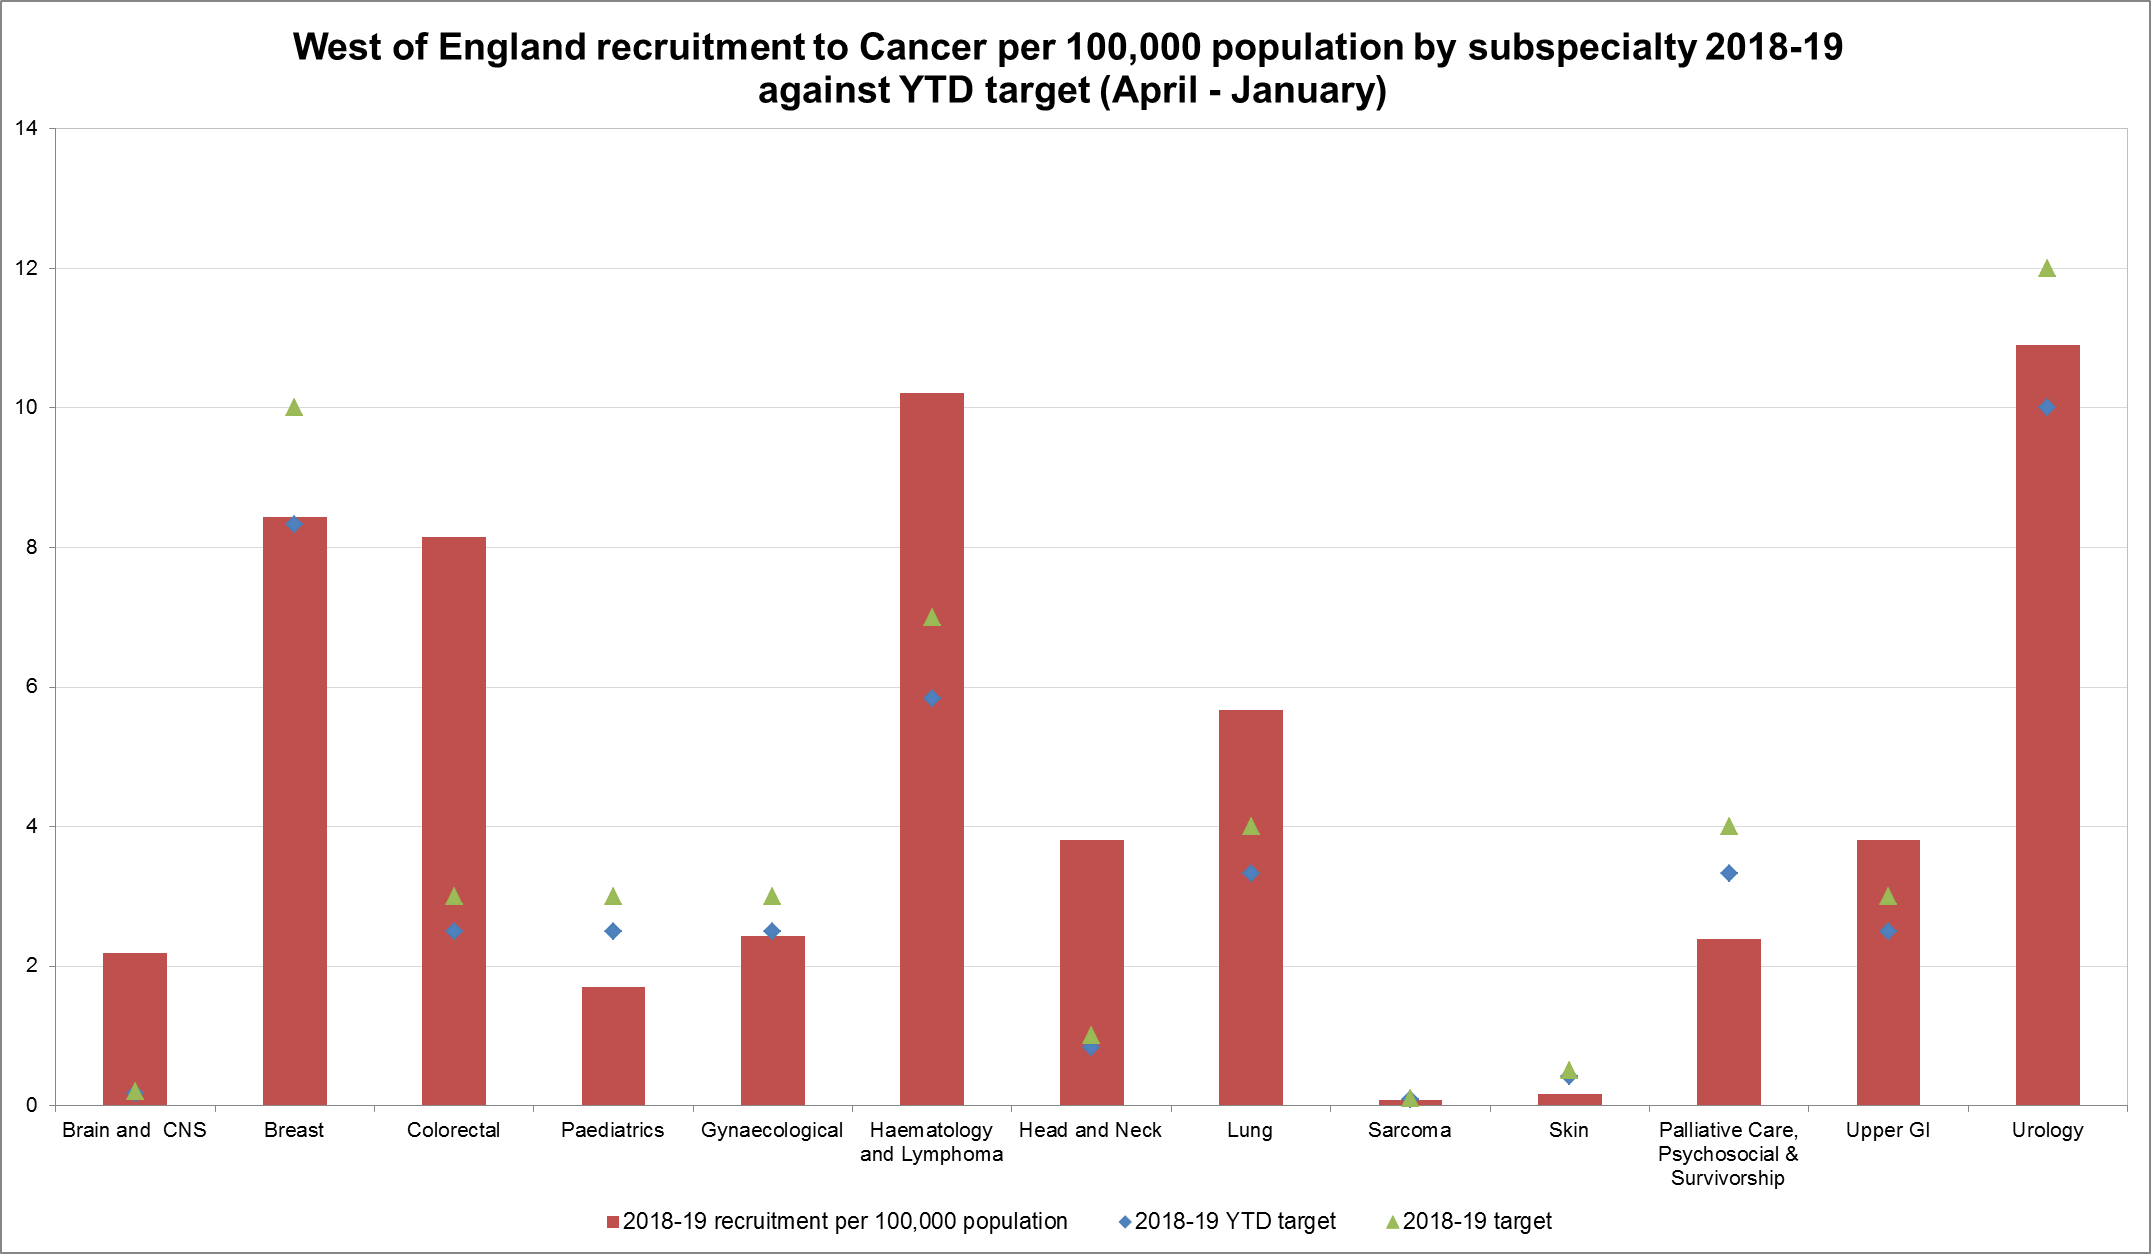 West of England recruitment to Cancer per 100,000 population by subspecialty 2018-19
against YTD target (April - January)
14
12
10
8
6
4
2
0
Brain and  CNS
Breast
Colorectal
Paediatrics
Gynaecological
Haematology
and Lymphoma
Head and Neck
Lung
Sarcoma
Skin
Palliative Care,
Psychosocial &
Survivorship
Upper GI
Urology
2018-19 recruitment per 100,000 population
2018-19 YTD target
2018-19 target